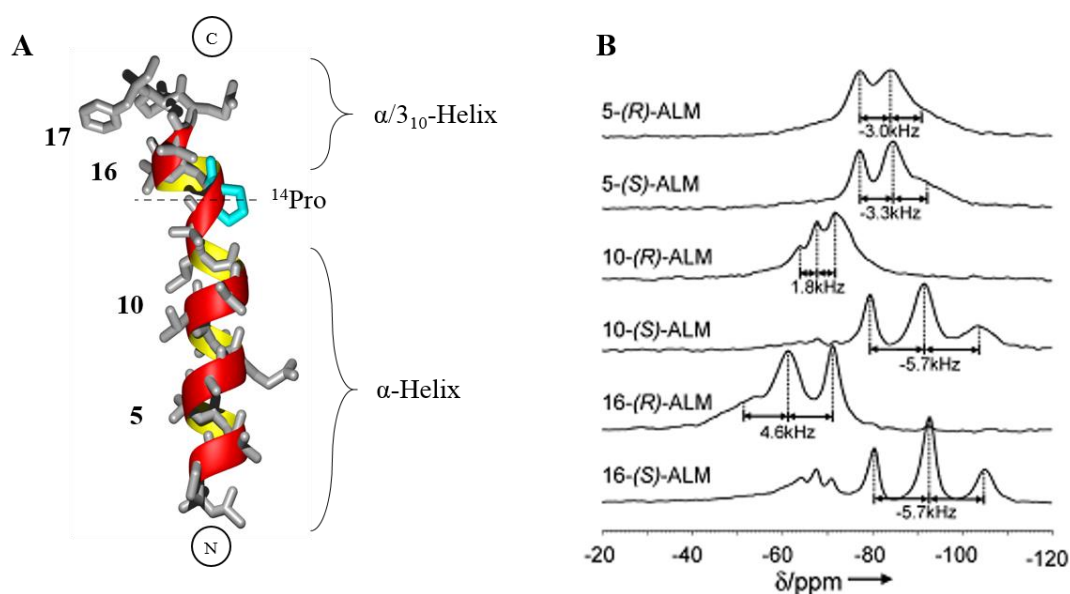 A
C
17
16
α/3₁₀-Helix
¹⁴Pro
10
α-Helix
5
N
B
5-(R)-ALM
-3.0kHz
5-(S)-ALM
-3.3kHz
10-(R)-ALM
1.8kHz
10-(S)-ALM
-5.7kHz
16-(R)-ALM
4.6kHz
16-(S)-ALM
-5.7kHz
-20 -40 -60 -80 -100 -120
δ/ppm